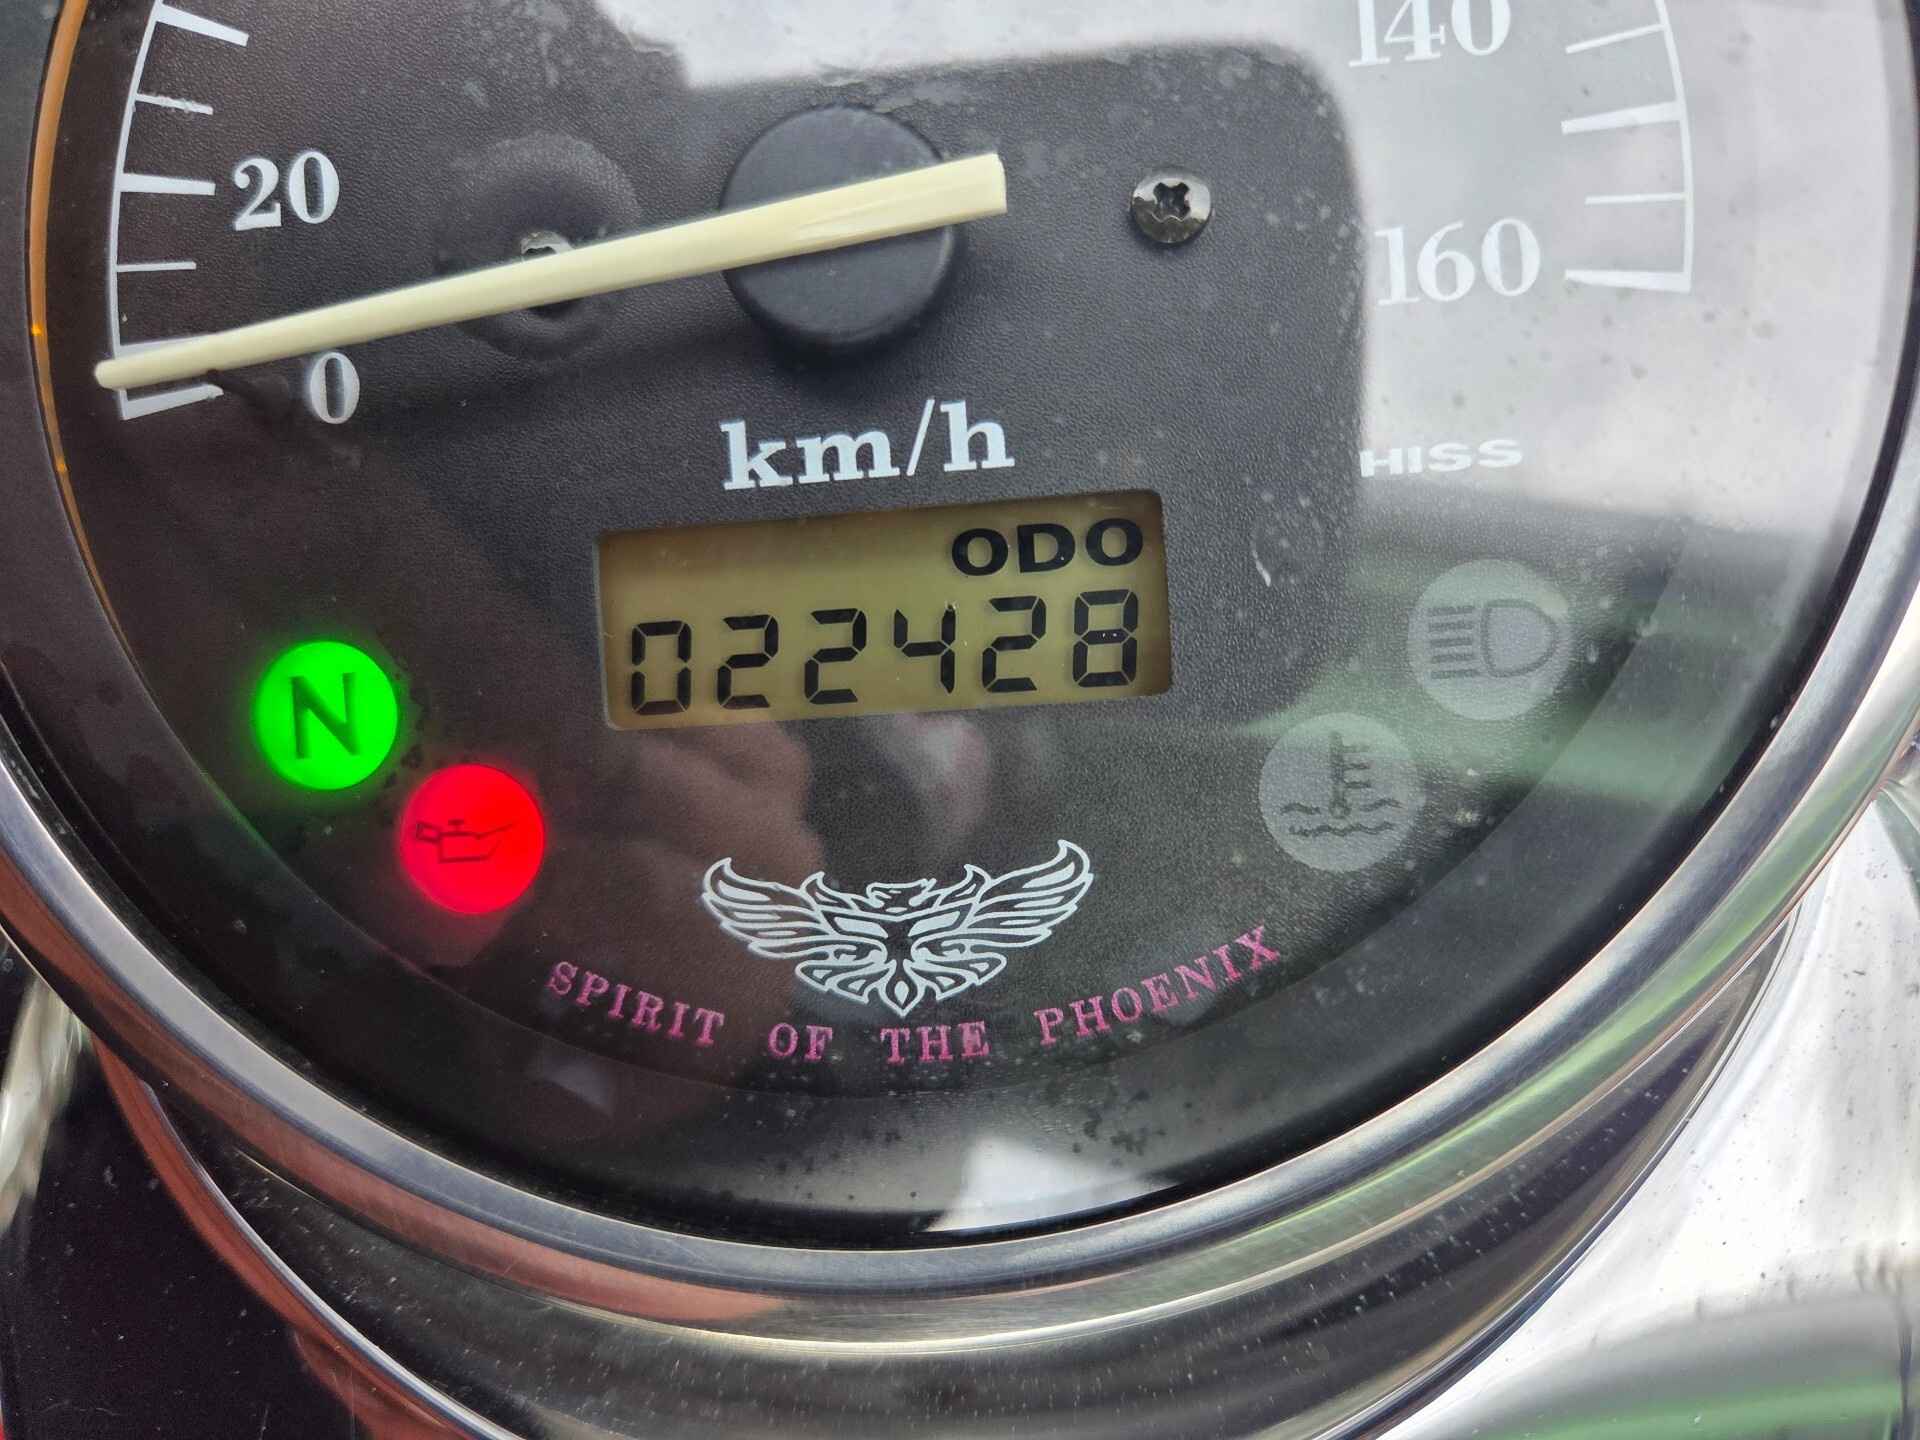 140
20
160
0
km/h
HISS
ODO
022428
N
SPIRIT OF THE PHOENIX